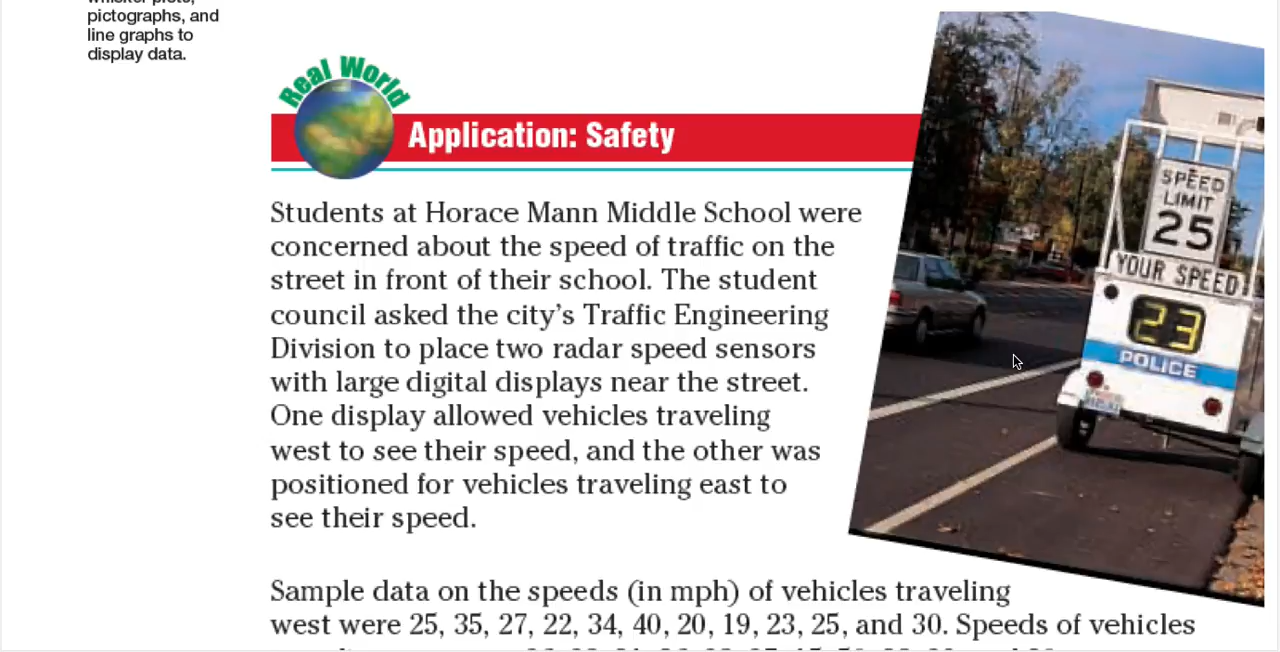 pictographs, and
line graphs to
display data.
Real World
Application: Safety
Students at Horace Mann Middle School were
concerned about the speed of traffic on the
street in front of their school. The student
council asked the city's Traffic Engineering
Division to place two radar speed sensors
with large digital displays near the street.
One display allowed vehicles traveling
west to see their speed, and the other was
positioned for vehicles traveling east to
see their speed.
SPEED
LIMIT
25
YOUR SPEED
23
POLICE
Sample data on the speeds (in mph) of vehicles traveling
west were 25, 35, 27, 22, 34, 40, 20, 19, 23, 25, and 30. Speeds of vehicles